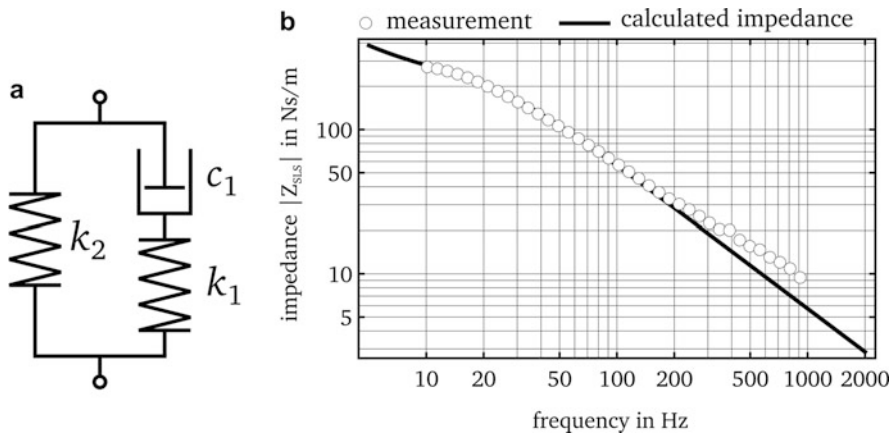 a
k₂
c₁
k₁
b
measurement
calculated impedance
impedance |Z_SLS| in Ns/m
100
50
10
5
10 20 50 100 200 500 1000 2000
frequency in Hz